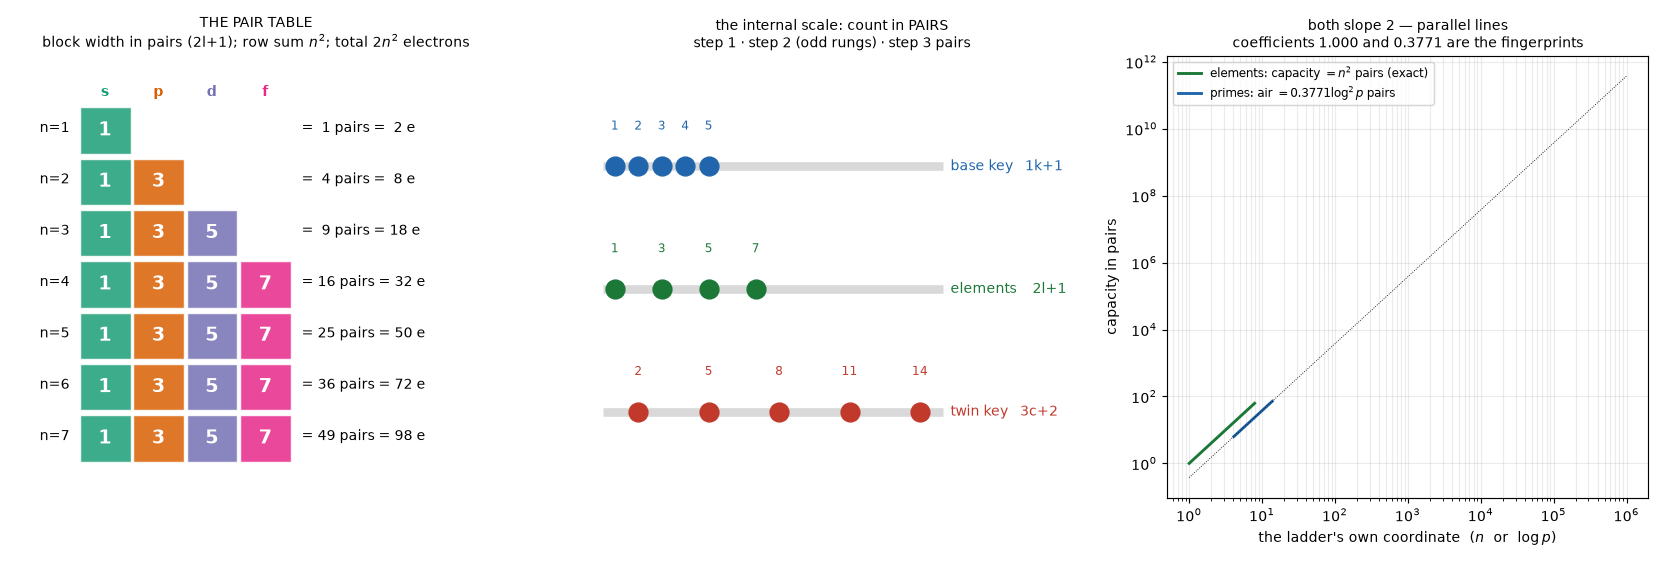 THE PAIR TABLE
block width in pairs (2l+1); row sum n²; total 2n² electrons
s p d f
n=1 1 = 1 pairs = 2 e
n=2 1 3 = 4 pairs = 8 e
n=3 1 3 5 = 9 pairs = 18 e
n=4 1 3 5 7 = 16 pairs = 32 e
n=5 1 3 5 7 = 25 pairs = 50 e
n=6 1 3 5 7 = 36 pairs = 72 e
n=7 1 3 5 7 = 49 pairs = 98 e
the internal scale: count in PAIRS
step 1 · step 2 (odd rungs) · step 3 pairs
1 2 3 4 5
base key 1k+1
1 3 5 7
elements 2l+1
2 5 8 11 14
twin key 3c+2
both slope 2 — parallel lines
coefficients 1.000 and 0.3771 are the fingerprints
elements: capacity = n² pairs (exact)
primes: air = 0.3771log² p pairs
capacity in pairs
10¹²
10¹⁰
10⁸
10⁶
10⁴
10²
10⁰
10⁰ 10¹ 10² 10³ 10⁴ 10⁵ 10⁶
the ladder's own coordinate (n or log p)